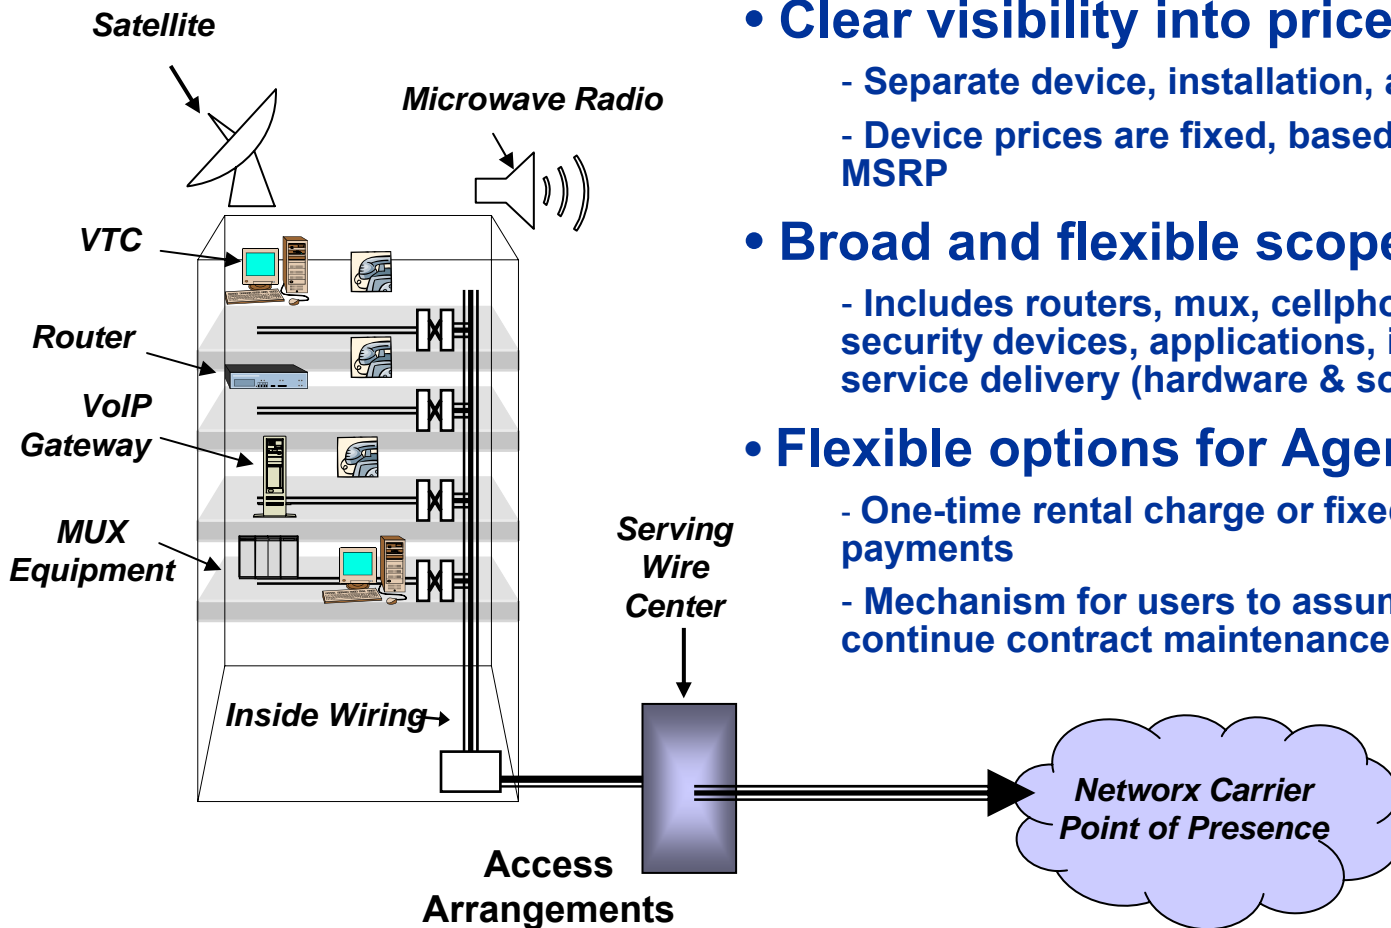 Satellite
Microwave Radio
VTC
Router
VoIP
Gateway
MUX
Equipment
Inside Wiring
Serving
Wire
Center
Access
Arrangements
Networx Carrier
Point of Presence
• Clear visibility into price
- Separate device, installation, a
- Device prices are fixed, based
MSRP
• Broad and flexible scope
- Includes routers, mux, cellpho
security devices, applications, i
service delivery (hardware & so
• Flexible options for Agen
- One-time rental charge or fixed
payments
- Mechanism for users to assum
continue contract maintenance